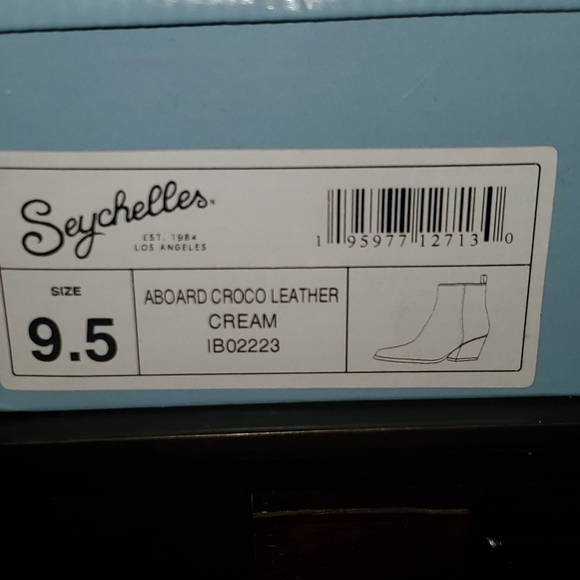 Seychelles
EST. 1984
LOS ANGELES
1 95977 12713 0
SIZE
9.5
ABOARD CROCO LEATHER
CREAM
IB02223